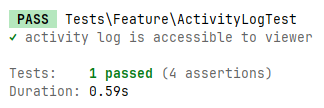 PASS Tests\Feature\ActivityLogTest
✓ activity log is accessible to viewer
Tests: 1 passed (4 assertions)
Duration: 0.59s